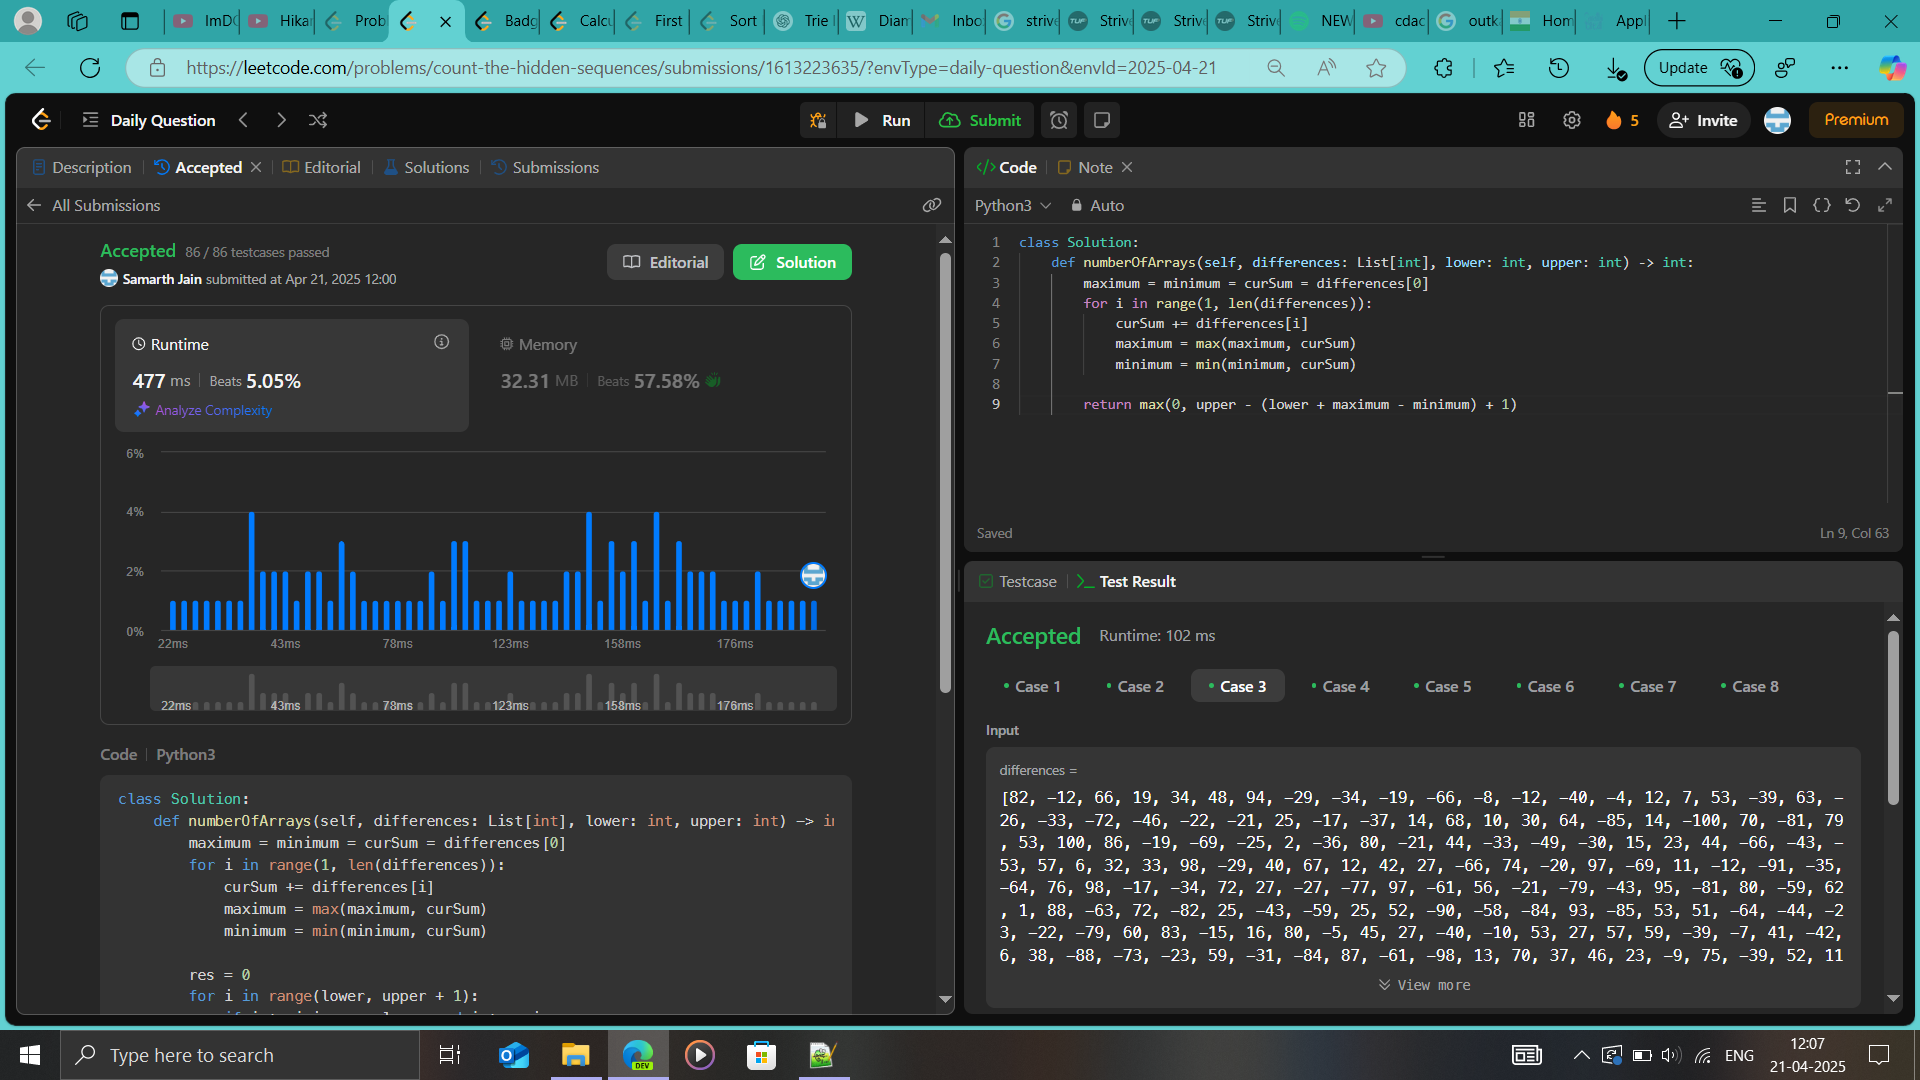 ImDC
Hikar
Prob
Badg
Calcu
First
Sort
Trie
Diam
Inbo
strive
Strive
Strive
Strive
NEW
cdac
outk
Hom
Appl
https://leetcode.com/problems/count-the-hidden-sequences/submissions/1613223635/?envType=daily-question&envId=2025-04-21
Update
Daily Question
Run
Submit
5
Invite
Premium
Description
Accepted
Editorial
Solutions
Submissions
All Submissions
Accepted 86 / 86 testcases passed
Samarth Jain submitted at Apr 21, 2025 12:00
Editorial
Solution
Runtime
477 ms Beats 5.05%
Analyze Complexity
Memory
32.31 MB Beats 57.58%
6%
4%
2%
0%
22ms 43ms 78ms 123ms 158ms 176ms
22ms 43ms 78ms 123ms 158ms 176ms
Code Python3
class Solution:
def numberOfArrays(self, differences: List[int], lower: int, upper: int) -> in
maximum = minimum = curSum = differences[0]
for i in range(1, len(differences)):
curSum += differences[i]
maximum = max(maximum, curSum)
minimum = min(minimum, curSum)
res = 0
for i in range(lower, upper + 1):
Code
Note
Python3
Auto
1 class Solution:
2 def numberOfArrays(self, differences: List[int], lower: int, upper: int) -> int:
3 maximum = minimum = curSum = differences[0]
4 for i in range(1, len(differences)):
5 curSum += differences[i]
6 maximum = max(maximum, curSum)
7 minimum = min(minimum, curSum)
8
9 return max(0, upper - (lower + maximum - minimum) + 1)
Saved
Ln 9, Col 63
Testcase
Test Result
Accepted Runtime: 102 ms
Case 1 Case 2 Case 3 Case 4 Case 5 Case 6 Case 7 Case 8
Input
differences =
[82, −12, 66, 19, 34, 48, 94, −29, −34, −19, −66, −8, −12, −40, −4, 12, 7, 53, −39, 63, −
26, −33, −72, −46, −22, −21, 25, −17, −37, 14, 68, 10, 30, 64, −85, 14, −100, 70, −81, 79
, 53, 100, 86, −19, −69, −25, 2, −36, 80, −21, 44, −33, −49, −30, 15, 23, 44, −66, −43, −
53, 57, 6, 32, 33, 98, −29, 40, 67, 12, 42, 27, −66, 74, −20, 97, −69, 11, −12, −91, −35,
−64, 76, 98, −17, −34, 72, 27, −27, −77, 97, −61, 56, −21, −79, −43, 95, −81, 80, −59, 62
, 1, 88, −63, 72, −82, 25, −43, −59, 25, 52, −90, −58, −84, 93, −85, 53, 51, −64, −44, −2
3, −22, −79, 60, 83, −15, 16, 80, −5, 45, 27, −40, −10, 53, 27, 57, 59, −39, −7, 41, −42,
6, 38, −88, −73, −23, 59, −31, −84, 87, −61, −98, 13, 70, 37, 46, 23, −9, 75, −39, 52, 11
View more
Type here to search
DEV
ENG
12:07
21-04-2025